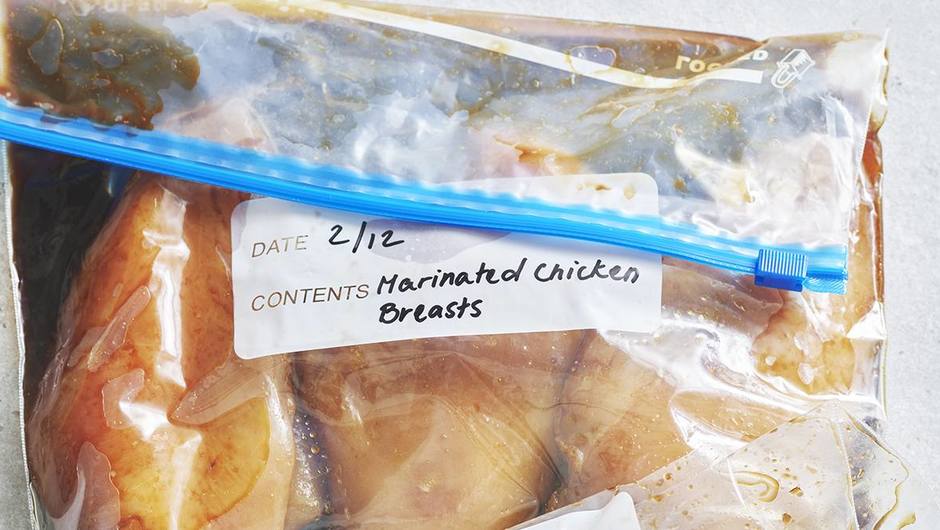 DATE 2/12
CONTENTS Marinated Chicken
Breasts